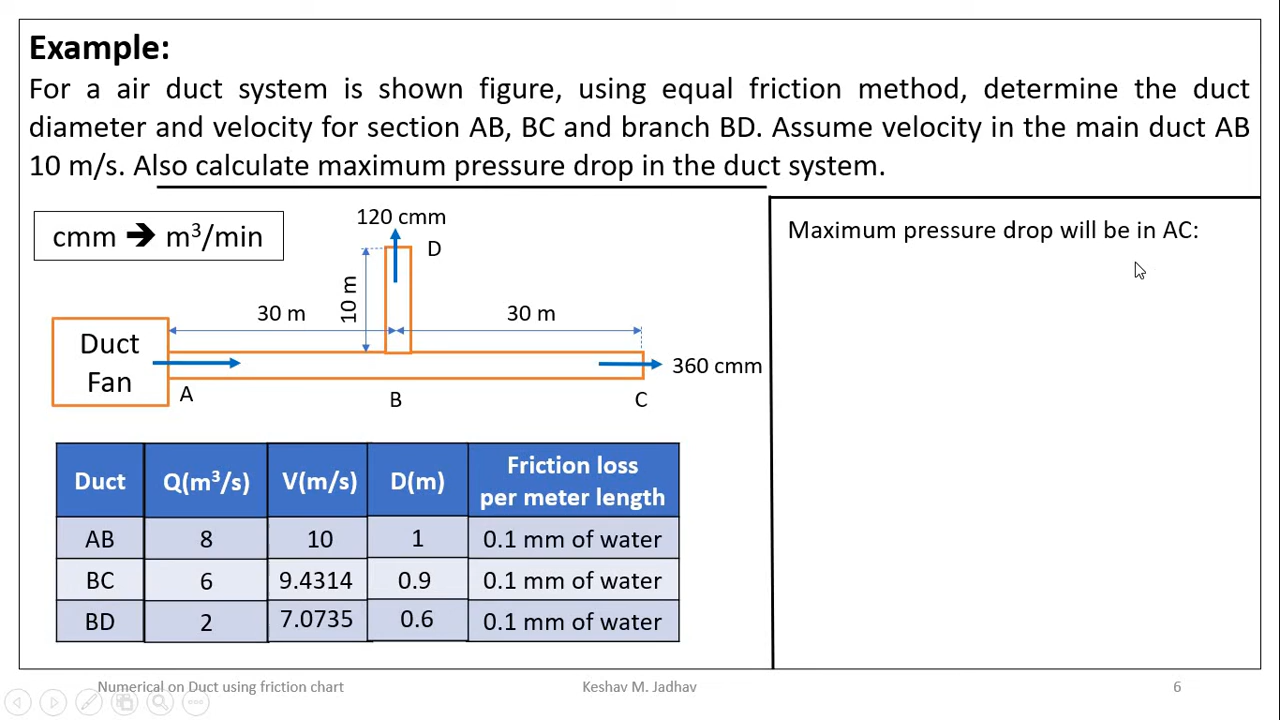 Example:
For a air duct system is shown figure, using equal friction method, determine the duct
diameter and velocity for section AB, BC and branch BD. Assume velocity in the main duct AB
10 m/s. Also calculate maximum pressure drop in the duct system.
cmm 🡺 m³/min
120 cmm
D
10 m
30 m
30 m
Duct
Fan
360 cmm
A
B
C
Maximum pressure drop will be in AC:
Duct Q(m³/s) V(m/s) D(m) Friction loss per meter length
AB 8 10 1 0.1 mm of water
BC 6 9.4314 0.9 0.1 mm of water
BD 2 7.0735 0.6 0.1 mm of water
Numerical on Duct using friction chart
Keshav M. Jadhav
6